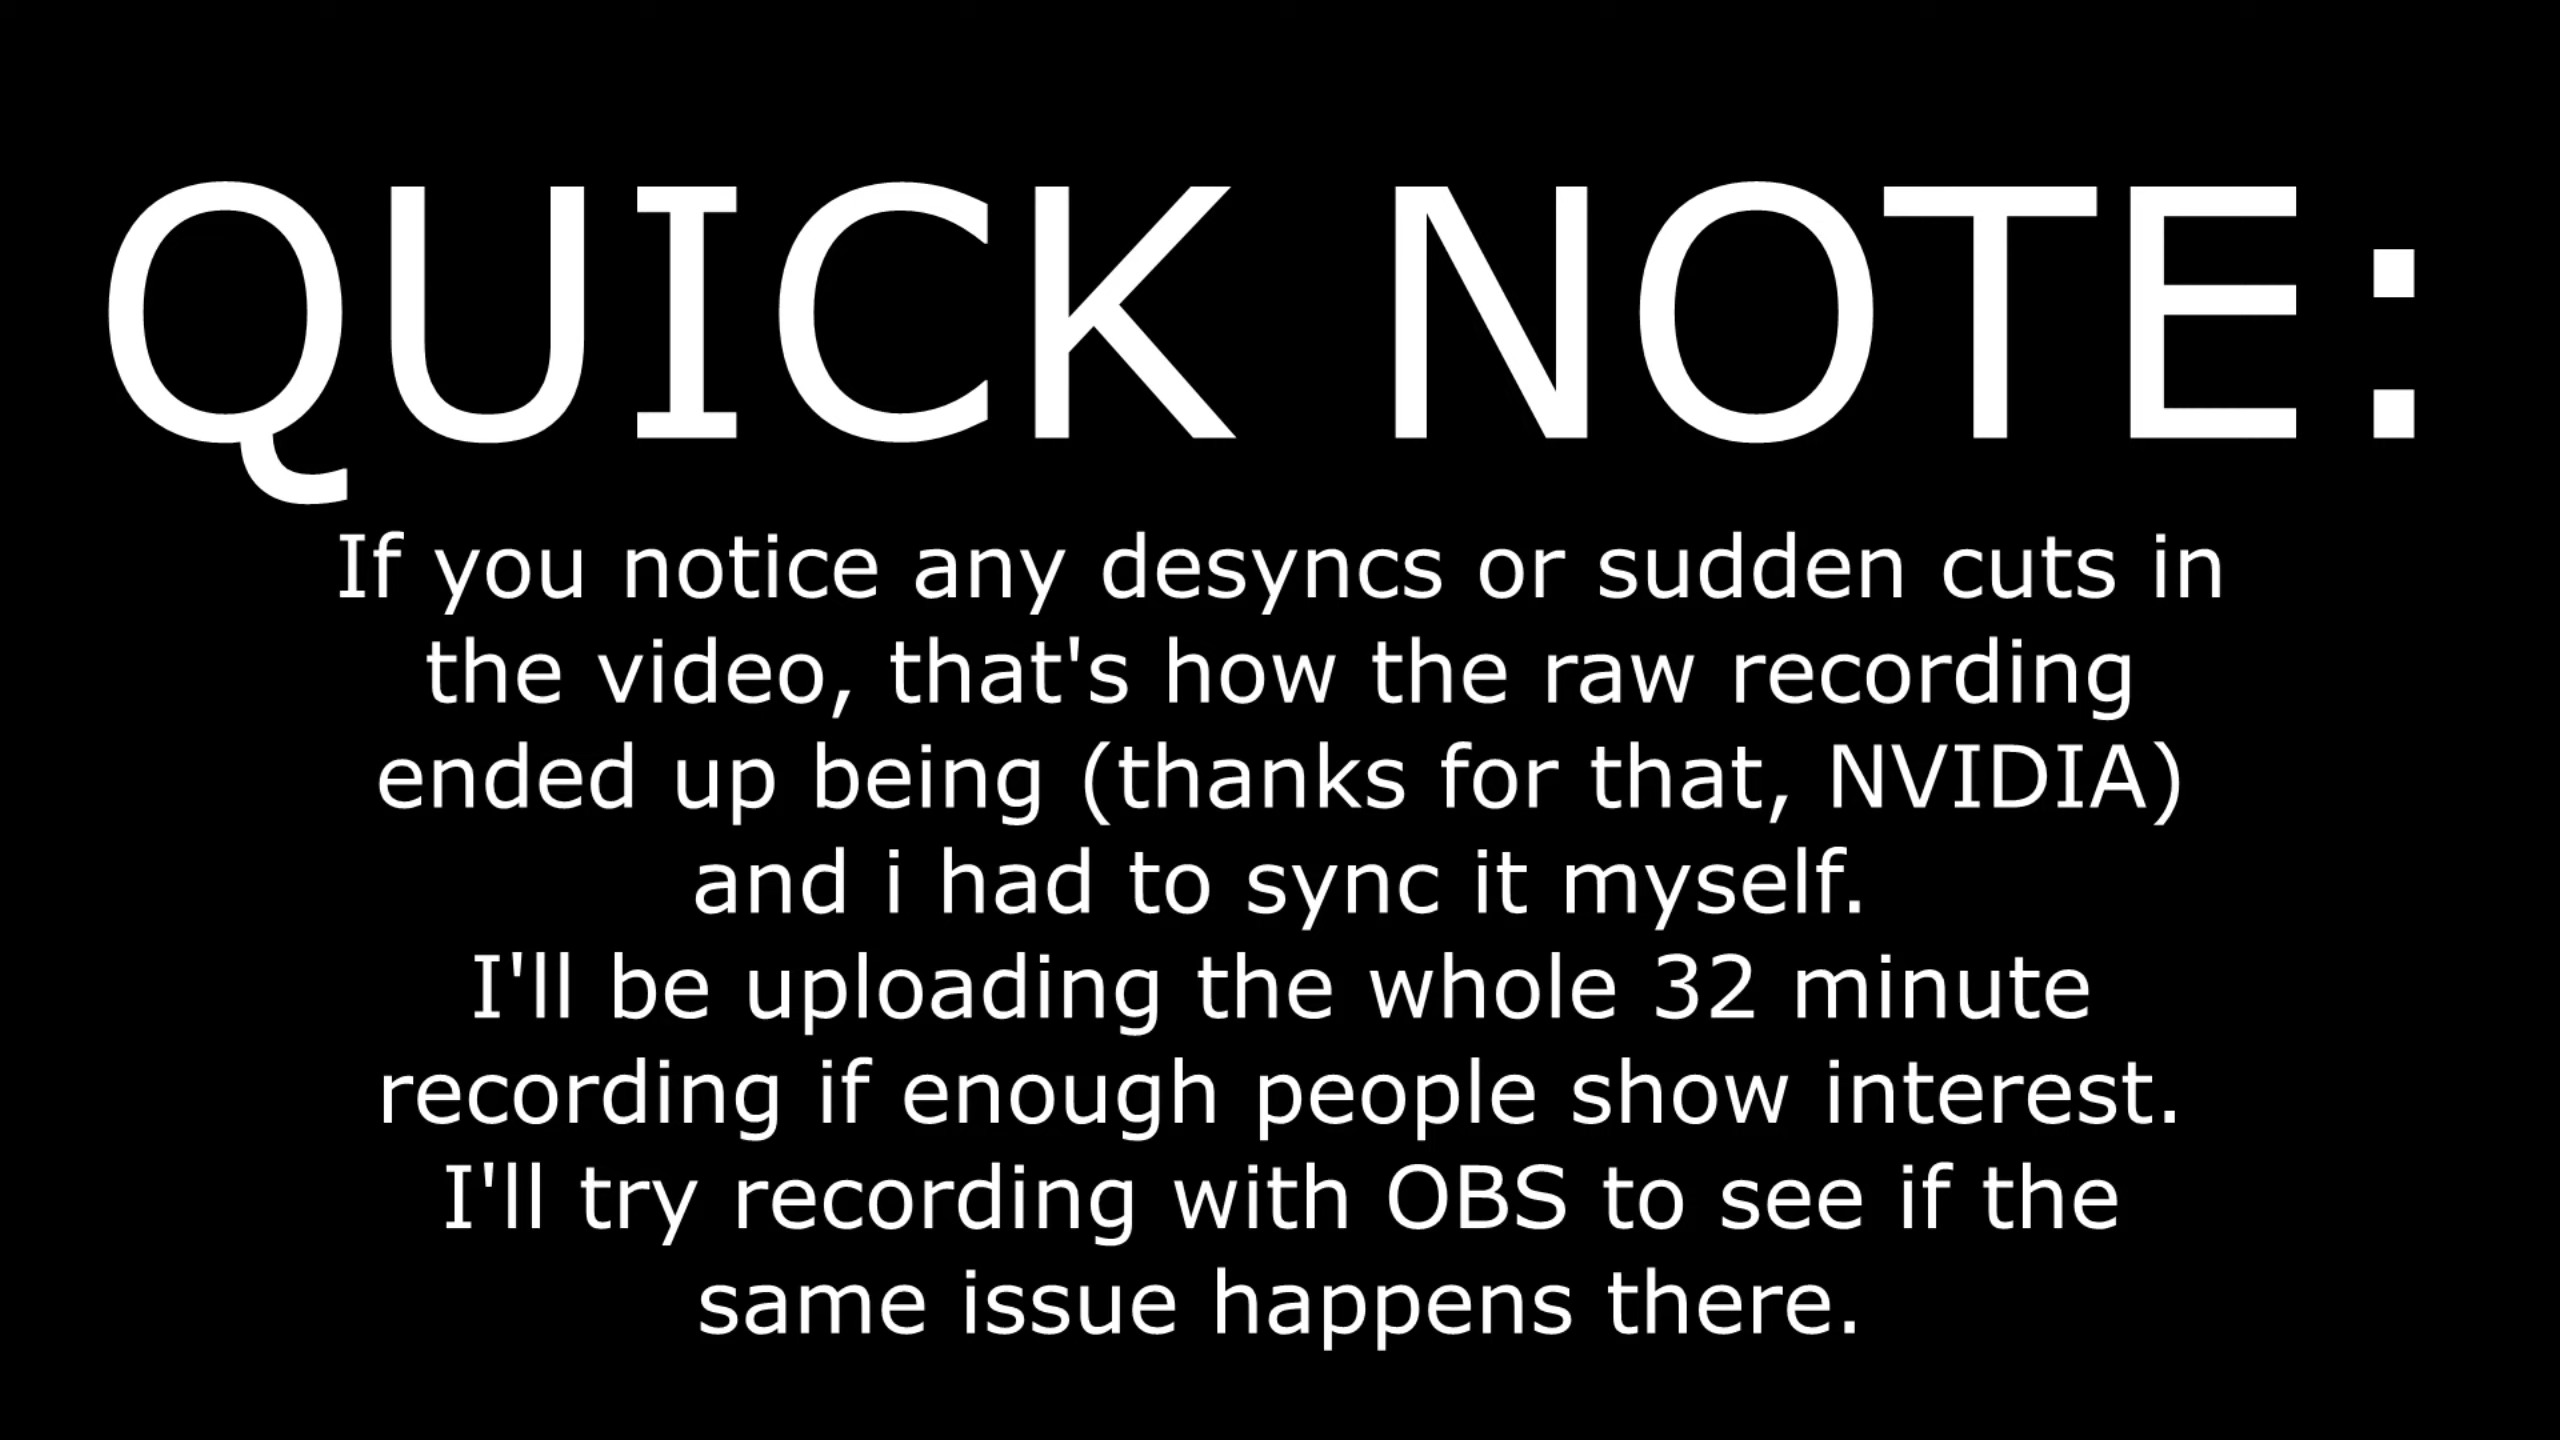 QUICK NOTE:
If you notice any desyncs or sudden cuts in
the video, that's how the raw recording
ended up being (thanks for that, NVIDIA)
and i had to sync it myself.
I'll be uploading the whole 32 minute
recording if enough people show interest.
I'll try recording with OBS to see if the
same issue happens there.